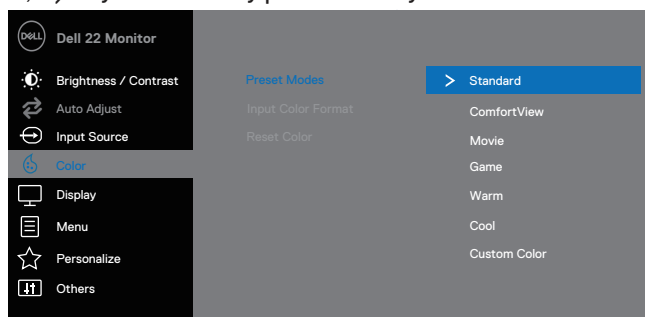 DELL
Dell 22 Monitor
Brightness / Contrast
Auto Adjust
Input Source
Color
Display
Menu
Personalize
Others
Preset Modes
Input Color Format
Reset Color
> Standard
ComfortView
Movie
Game
Warm
Cool
Custom Color